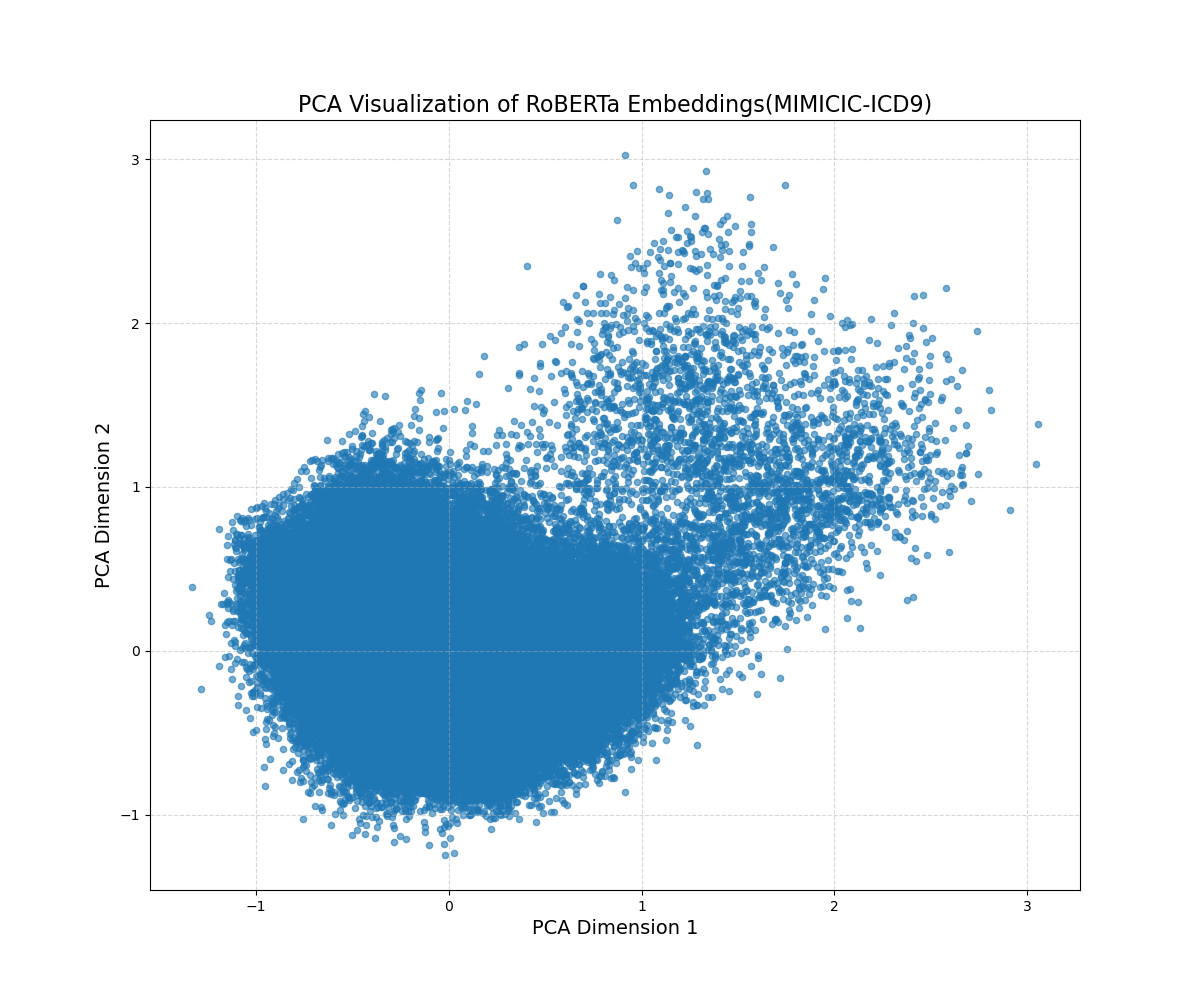 PCA Visualization of RoBERTa Embeddings(MIMICIC-ICD9)
3
2
1
0
−1
PCA Dimension 2
−1 0 1 2 3
PCA Dimension 1